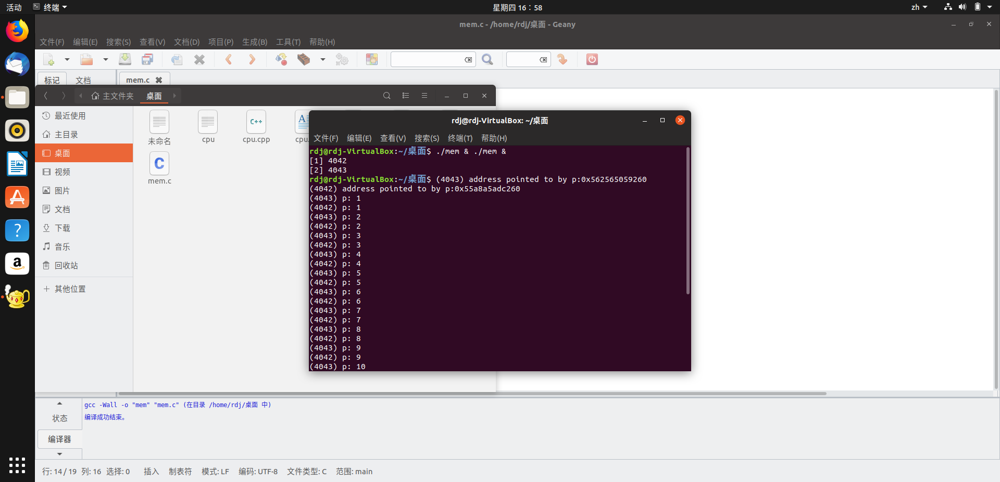 活动 终端 星期四 16：58 zh
mem.c - /home/rdj/桌面 - Geany
文件(F) 编辑(E) 搜索(S) 查看(V) 文档(D) 项目(P) 生成(B) 工具(T) 帮助(H)
标记 文档 mem.c
主文件夹 桌面
最近使用
主目录
桌面
视频
图片
文档
下载
音乐
回收站
其他位置
未命名 cpu cpu.cpp cpu.
mem.c
rdj@rdj-VirtualBox: ~/桌面
文件(F) 编辑(E) 查看(V) 搜索(S) 终端(T) 帮助(H)
rdj@rdj-VirtualBox:~/桌面$ ./mem & ./mem &
[1] 4042
[2] 4043
rdj@rdj-VirtualBox:~/桌面$ (4043) address pointed to by p:0x562565059260
(4042) address pointed to by p:0x55a8a5adc260
(4043) p: 1
(4042) p: 1
(4043) p: 2
(4042) p: 2
(4043) p: 3
(4042) p: 3
(4043) p: 4
(4042) p: 4
(4043) p: 5
(4042) p: 5
(4043) p: 6
(4042) p: 6
(4043) p: 7
(4042) p: 7
(4043) p: 8
(4042) p: 8
(4043) p: 9
(4042) p: 9
(4043) p: 10
状态
编译器
gcc -Wall -o "mem" "mem.c" (在目录 /home/rdj/桌面 中)
编译成功结束。
行: 14 / 19 列: 16 选择: 0 插入 制表符 模式: LF 编码: UTF-8 文件类型: C 范围: main